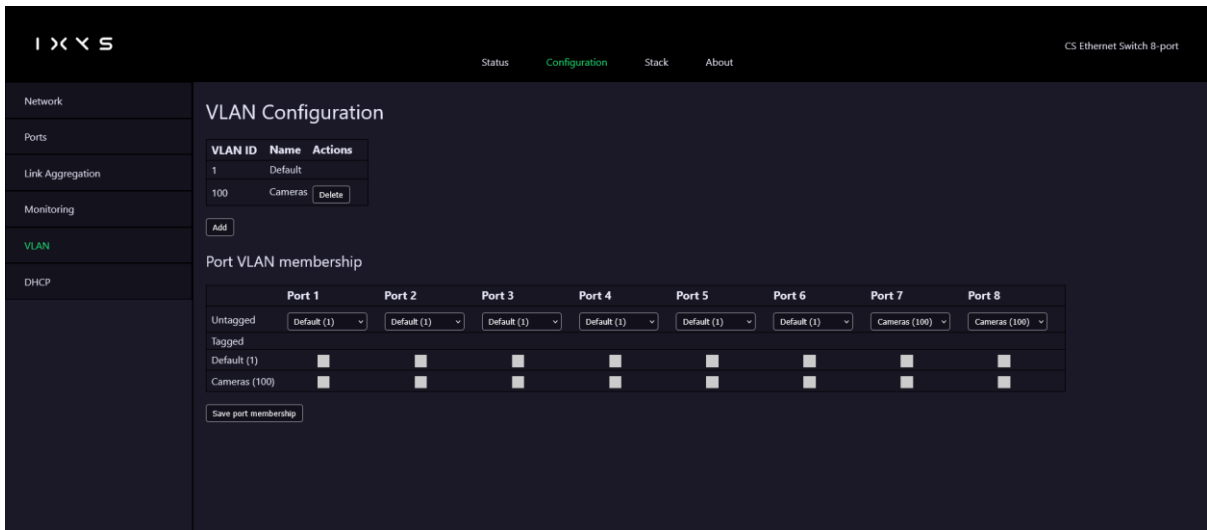 IXYS
CS Ethernet Switch 8-port
Status Configuration Stack About
Network
Ports
Link Aggregation
Monitoring
VLAN
DHCP
VLAN Configuration
VLAN ID Name Actions
1 Default
100 Cameras Delete
Add
Port VLAN membership
Port 1 Port 2 Port 3 Port 4 Port 5 Port 6 Port 7 Port 8
Untagged Default (1) Default (1) Default (1) Default (1) Default (1) Default (1) Cameras (100) Cameras (100)
Tagged
Default (1)
Cameras (100)
Save port membership